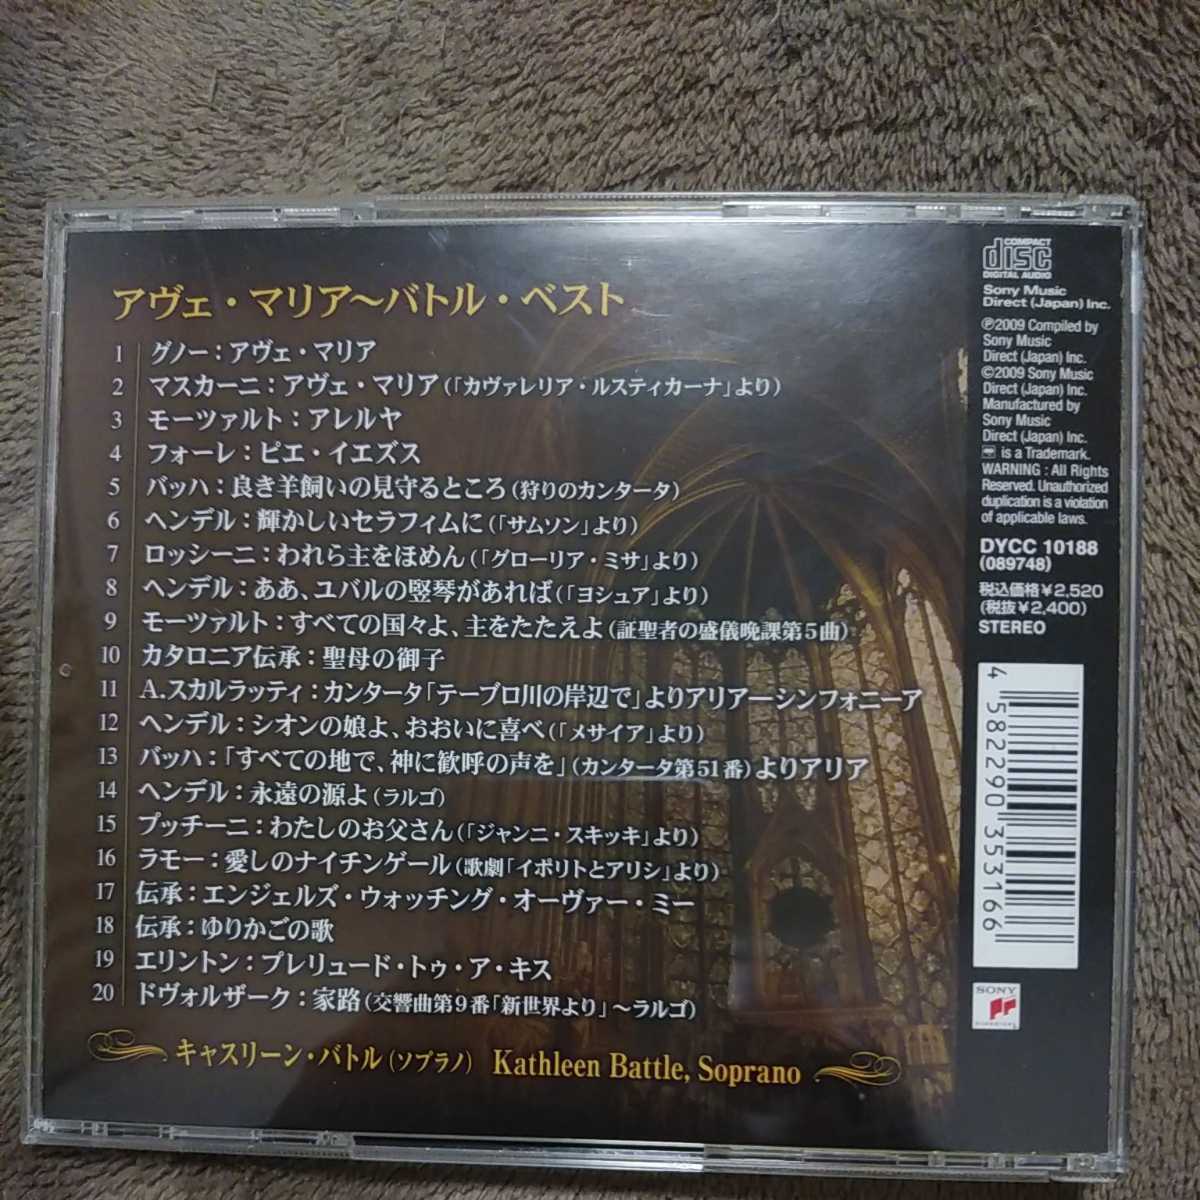 アヴェ・マリア〜バトル・ベスト
1 グノー：アヴェ・マリア
2 マスカーニ：アヴェ・マリア（「カヴァレリア・ルスティカーナ」より）
3 モーツァルト：アレルヤ
4 フォーレ：ピエ・イエズス
5 バッハ：良き羊飼いの見守るところ（狩りのカンタータ）
6 ヘンデル：輝かしいセラフィムに（「サムソン」より）
7 ロッシーニ：われら主をほめん（「グローリア・ミサ」より）
8 ヘンデル：ああ、ユバルの竪琴があれば（「ヨシュア」より）
9 モーツァルト：すべての国々よ、主をたたえよ（証聖者の盛儀晩課第5曲）
10 カタロニア伝承：聖母の御子
11 A.スカルラッティ：カンタータ「テーブロ川の岸辺で」よりアリアーシンフォニーア
12 ヘンデル：シオンの娘よ、おおいに喜べ（「メサイア」より）
13 バッハ：「すべての地で、神に歓呼の声を」（カンタータ第51番）よりアリア
14 ヘンデル：永遠の源よ（ラルゴ）
15 プッチーニ：わたしのお父さん（「ジャンニ・スキッキ」より）
16 ラモー：愛しのナイチンゲール（歌劇「イポリトとアリシ」より）
17 伝承：エンジェルズ・ウォッチング・オーヴァー・ミー
18 伝承：ゆりかごの歌
19 エリントン：プレリュード・トゥ・ア・キス
20 ドヴォルザーク：家路（交響曲第9番「新世界より」〜ラルゴ）
キャスリーン・バトル（ソプラノ） Kathleen Battle, Soprano
COMPACT
disc
DIGITAL AUDIO
Sony Music
Direct (Japan) Inc.
℗2009 Compiled by
Sony Music
Direct (Japan) Inc.
©2009 Sony Music
Direct (Japan) Inc.
Manufactured by
Sony Music
Direct (Japan) Inc.
is a Trademark.
WARNING : All Rights
Reserved. Unauthorized
duplication is a violation
of applicable laws.
DYCC 10188
(089748)
税込価格¥2,520
(税抜¥2,400)
STEREO
4 582290 353166
SONY